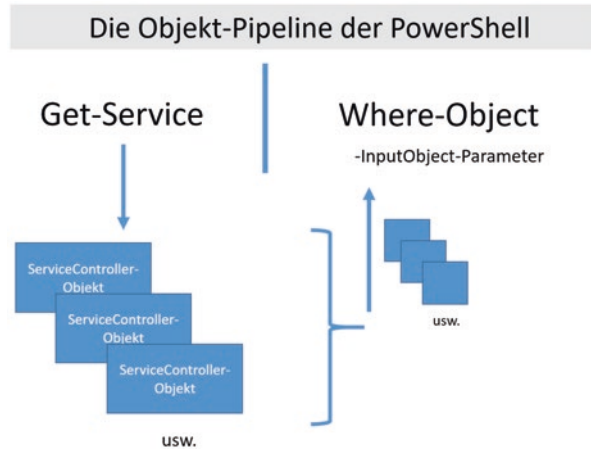 Die Objekt-Pipeline der PowerShell
Get-Service
Where-Object
-InputObject-Parameter
ServiceController-
Objekt
ServiceController-
Objekt
ServiceController-
Objekt
usw.
usw.